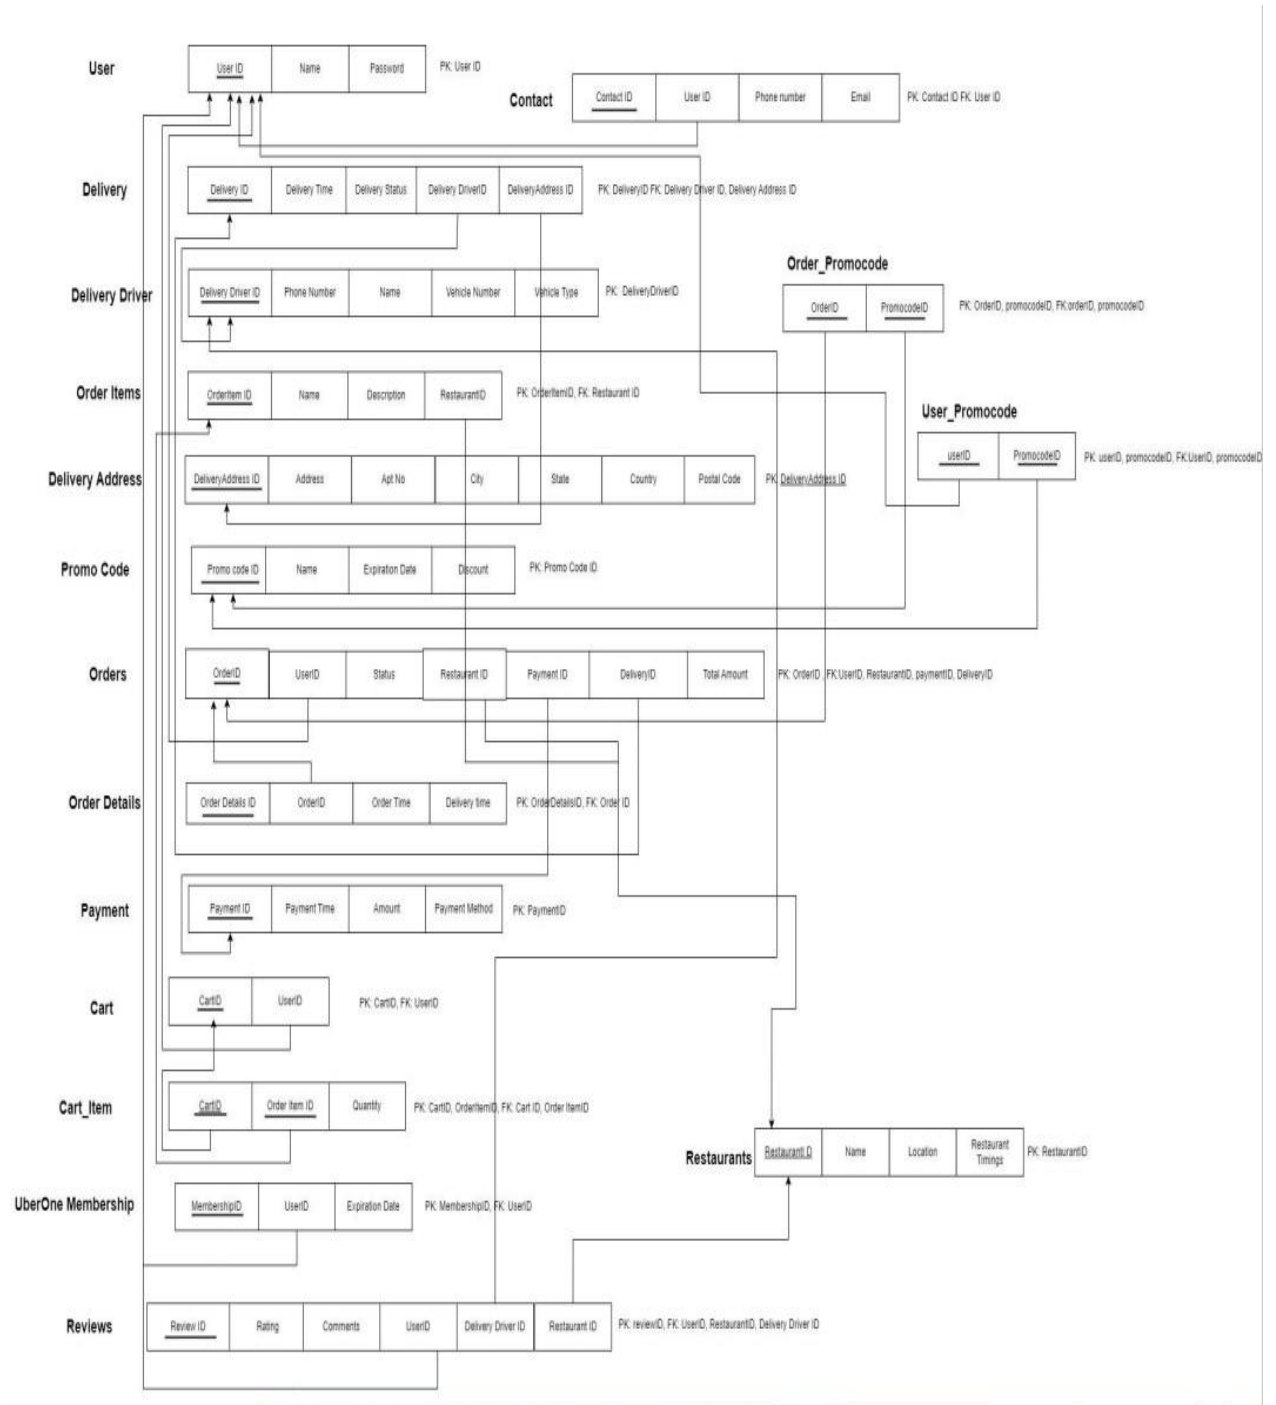 User
User ID Name Password PK: User ID
Contact
Contact ID User ID Phone number Email PK: Contact ID FK: User ID
Delivery
Delivery ID Delivery Time Delivery Status Delivery DriverID DeliveryAddress ID PK: DeliveryID FK: Delivery Driver ID, Delivery Address ID
Order_Promocode
OrderID PromocodeID PK: OrderID, promocodeID, FK:orderID, promocodeID
Delivery Driver
Delivery Driver ID Phone Number Name Vehicle Number Vehicle Type PK: DeliveryDriverID
Order Items
OrderItem ID Name Description RestaurantID PK: OrderItemID, FK: Restaurant ID
User_Promocode
userID PromocodeID PK: userID, promocodeID, FK:UserID, promocodeID
Delivery Address
DeliveryAddress ID Address Apt No City State Country Postal Code PK: DeliveryAddress ID
Promo Code
Promo code ID Name Expiration Date Discount PK: Promo Code ID
Orders
OrderID UserID Status Restaurant ID Payment ID DeliveryID Total Amount PK: OrderID , FK:UserID, RestaurantID, paymentID, DeliveryID
Order Details
Order Details ID OrderID Order Time Delivery time PK: OrderDetailsID, FK: Order ID
Payment
Payment ID Payment Time Amount Payment Method PK: PaymentID
Cart
CartID UserID PK: CartID, FK: UserID
Cart_Item
CartID Order Item ID Quantity PK: CartID, OrderItemID, FK: Cart ID, Order ItemID
Restaurants
RestaurantID Name Location Restaurant Timings PK: RestaurantID
UberOne Membership
MembershipID UserID Expiration Date PK: MembershipID, FK: UserID
Reviews
Review ID Rating Comments UserID Delivery Driver ID Restaurant ID PK: reviewID, FK: UserID, RestaurantID, Delivery Driver ID